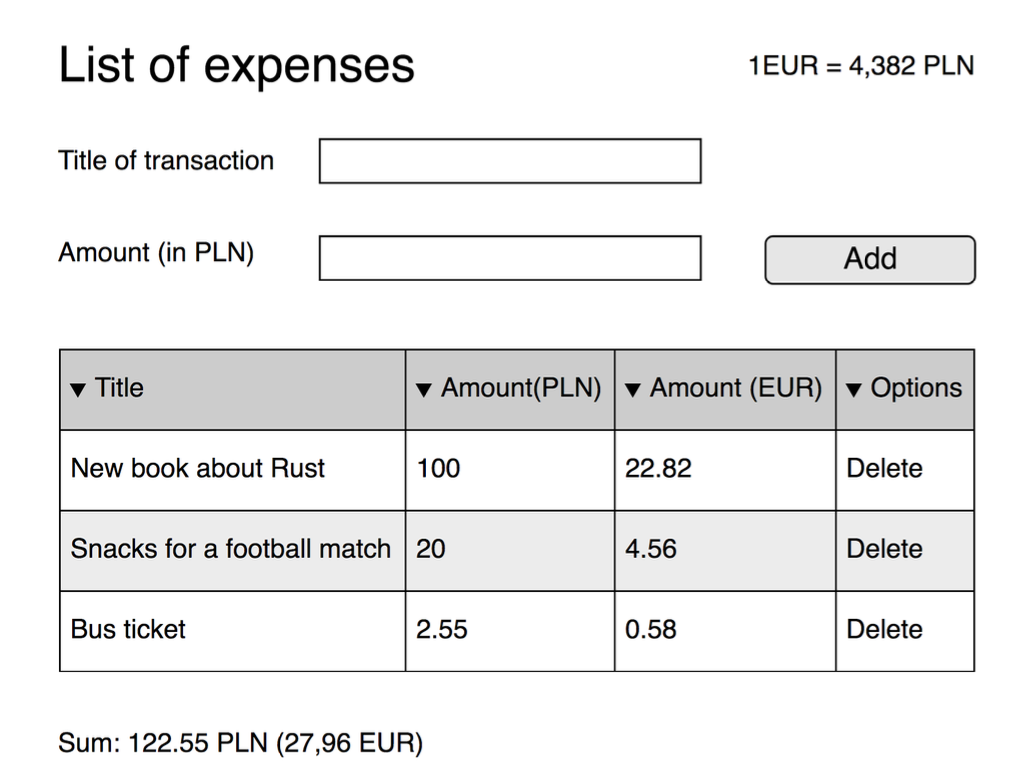 List of expenses
1EUR = 4,382 PLN
Title of transaction
Amount (in PLN)
Add
▼ Title ▼ Amount(PLN) ▼ Amount (EUR) ▼ Options
New book about Rust 100 22.82 Delete
Snacks for a football match 20 4.56 Delete
Bus ticket 2.55 0.58 Delete
Sum: 122.55 PLN (27,96 EUR)